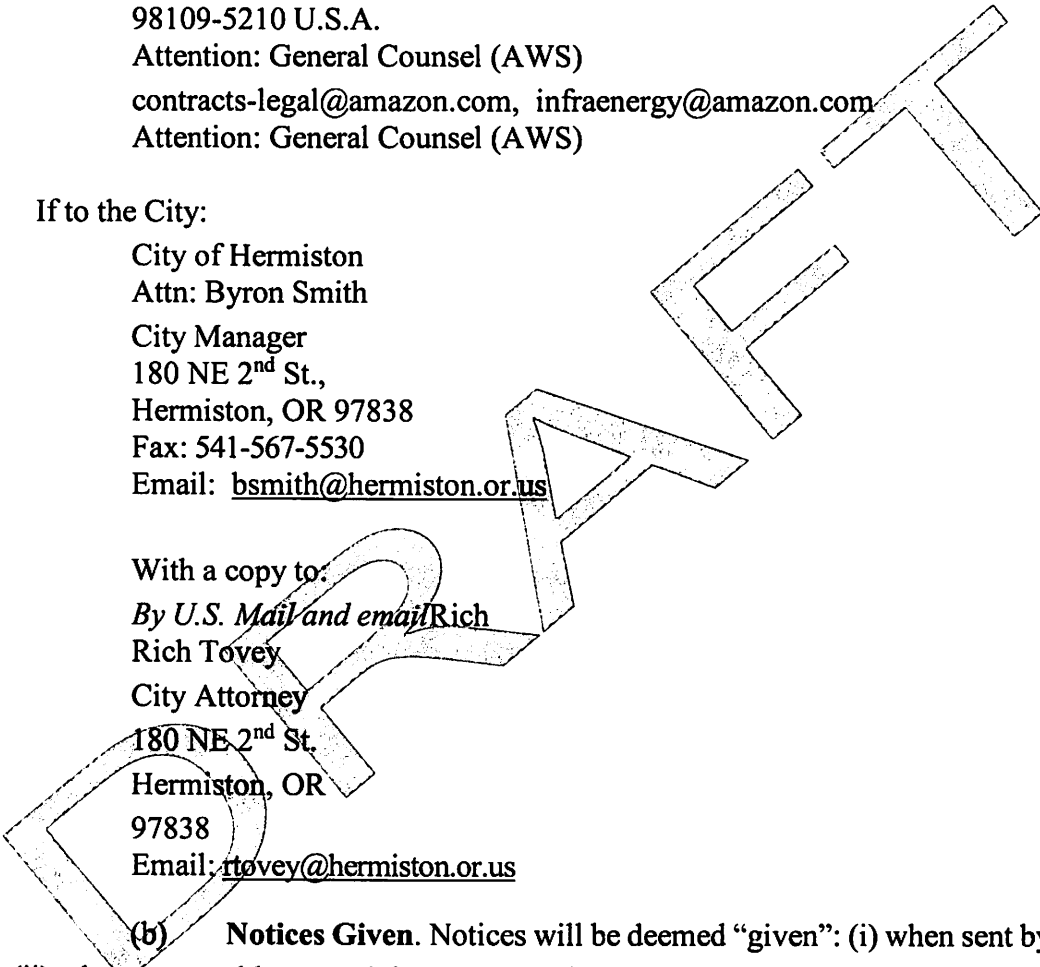 98109-5210 U.S.A.
Attention: General Counsel (AWS)
contracts-legal@amazon.com, infraenergy@amazon.com
Attention: General Counsel (AWS)
If to the City:
City of Hermiston
Attn: Byron Smith
City Manager
180 NE 2nd St.,
Hermiston, OR 97838
Fax: 541-567-5530
Email: bsmith@hermiston.or.us
With a copy to:
By U.S. Mail and emailRich
Rich Tovey
City Attorney
180 NE 2nd St.
Hermiston, OR
97838
Email: rtovey@hermiston.or.us
(b) Notices Given. Notices will be deemed “given”: (i) when sent by
DRAFT